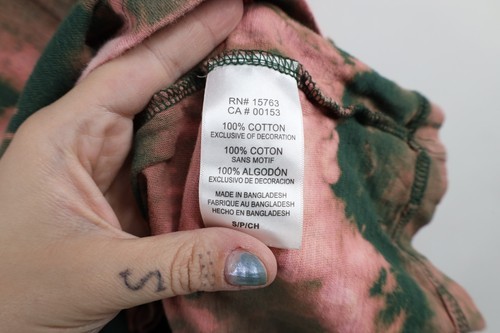 RN# 15763
CA # 00153
100% COTTON
EXCLUSIVE OF DECORATION
100% COTON
SANS MOTIF
100% ALGODÓN
EXCLUSIVO DE DECORACION
MADE IN BANGLADESH
FABRIQUE AU BANGLADESH
HECHO EN BANGLADESH
S/P/CH
S